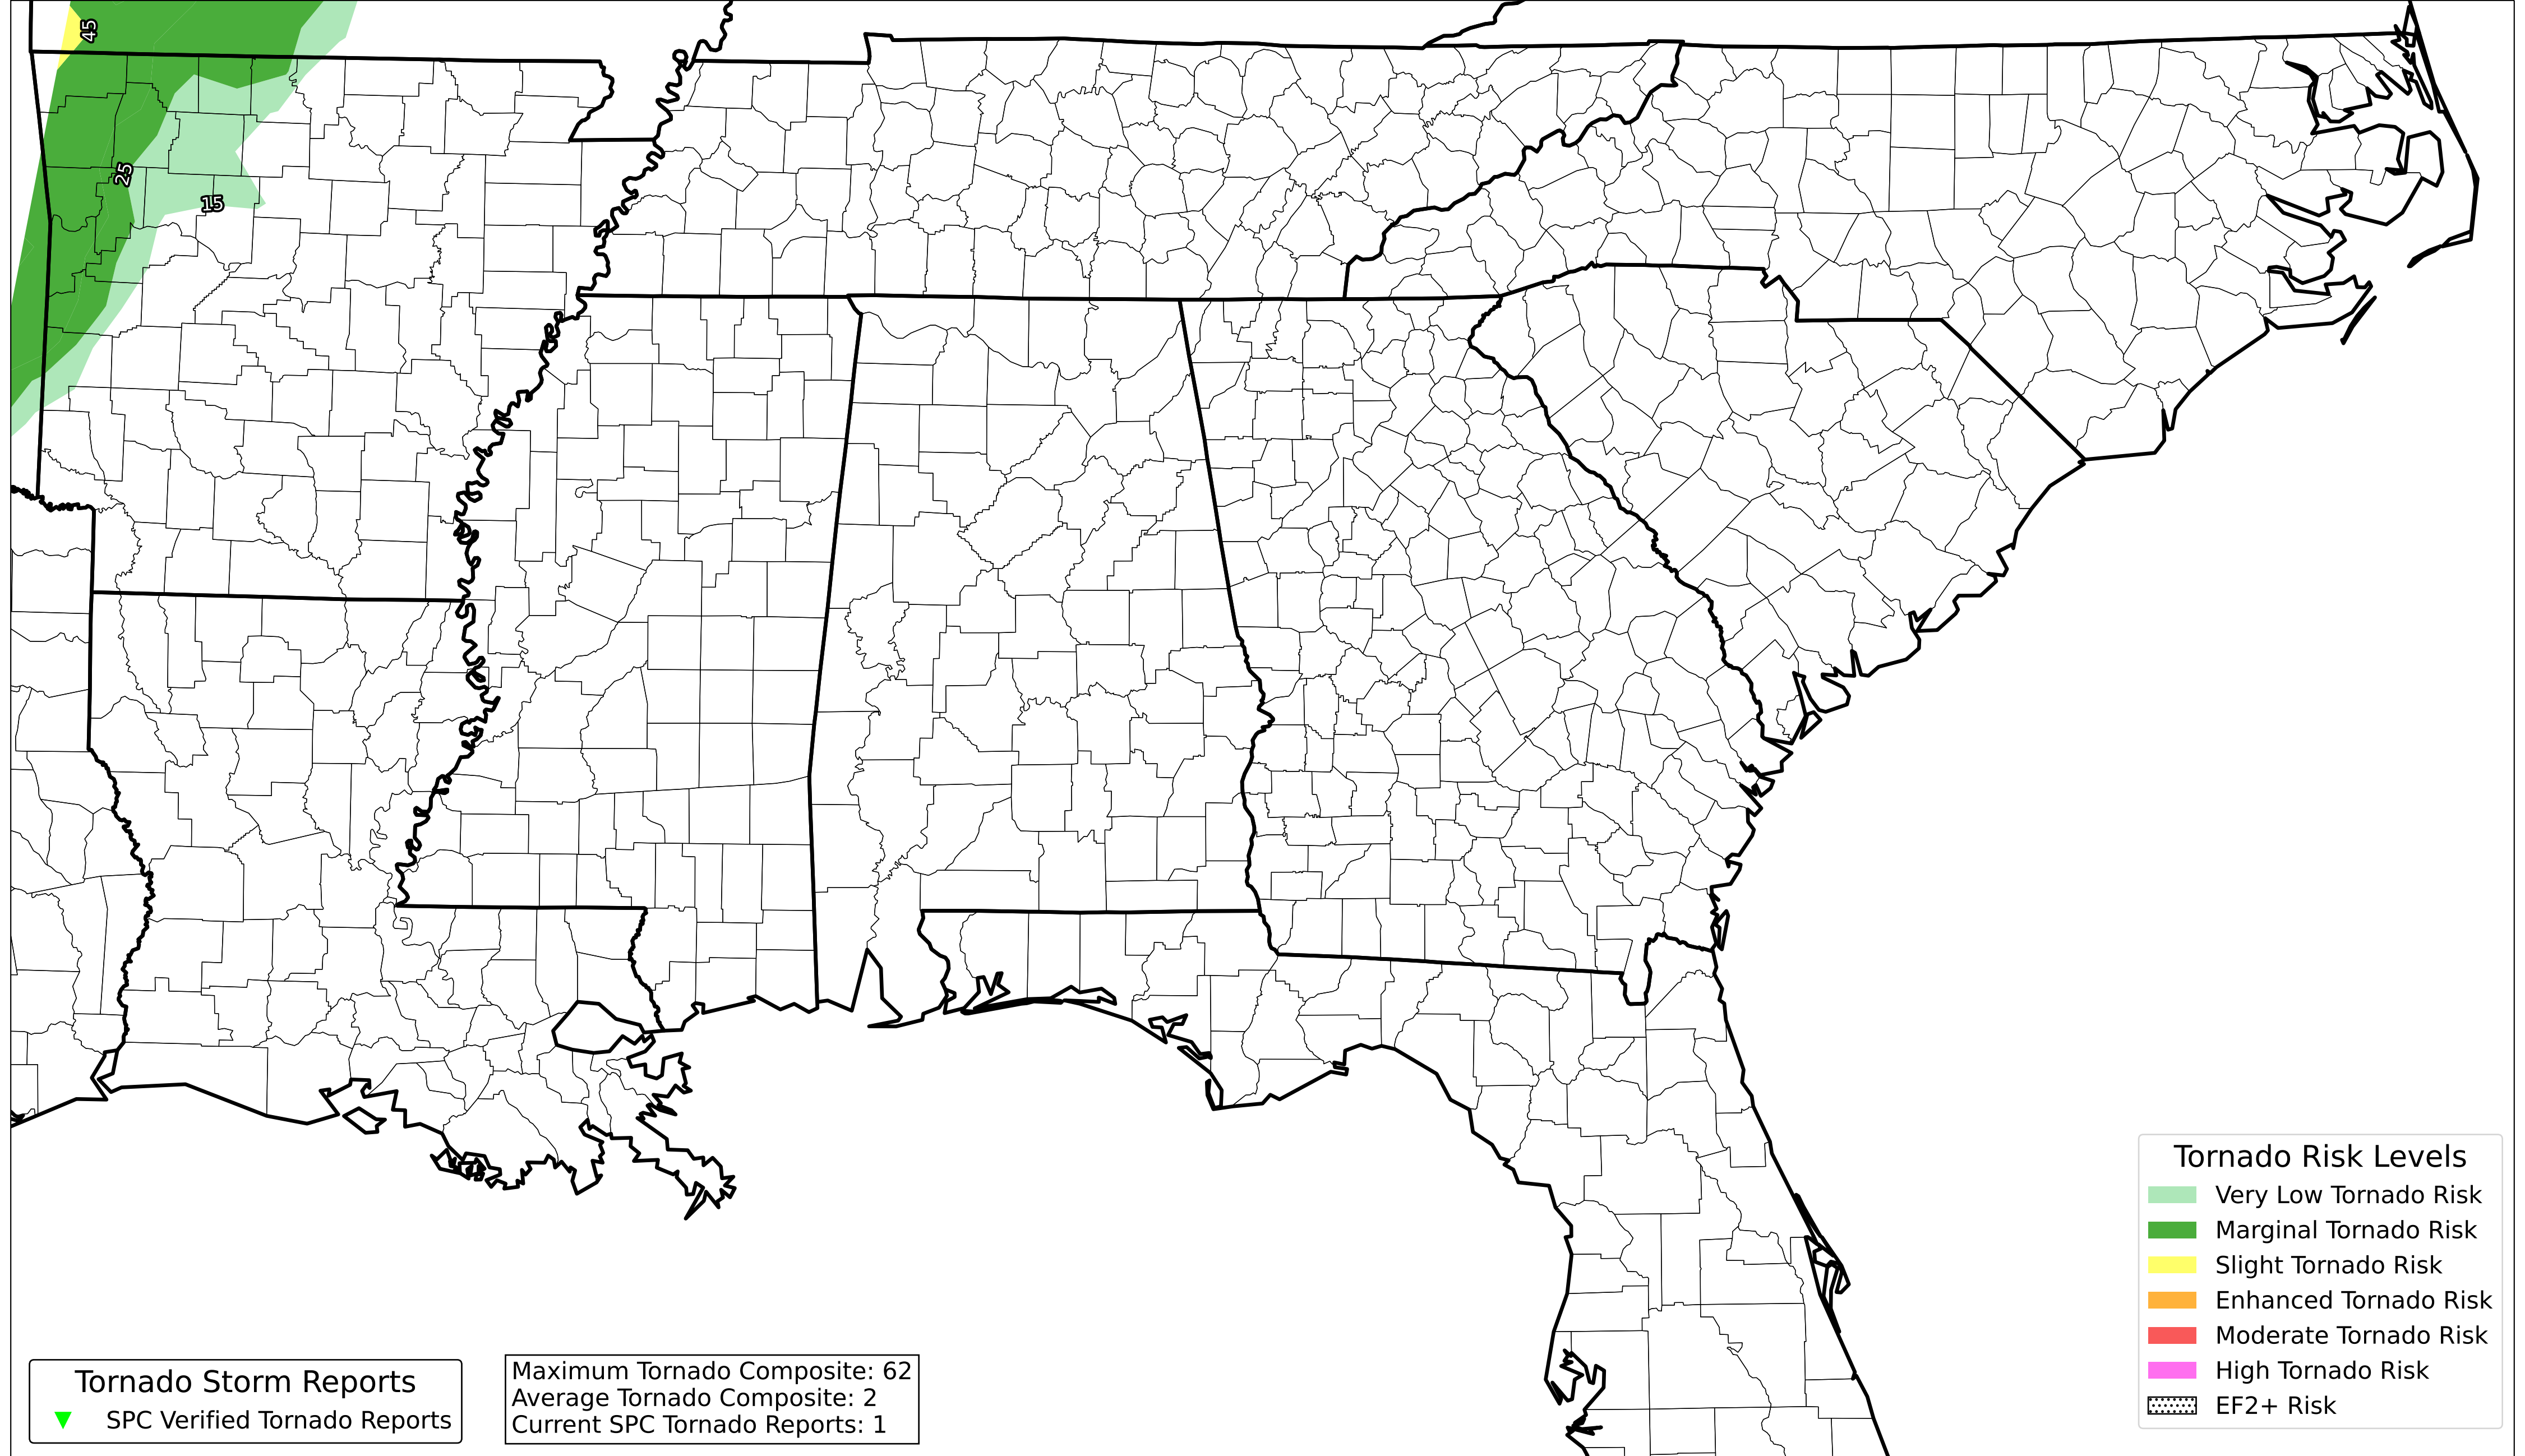 45
25
15
Tornado Risk Levels
Very Low Tornado Risk
Marginal Tornado Risk
Slight Tornado Risk
Enhanced Tornado Risk
Moderate Tornado Risk
High Tornado Risk
EF2+ Risk
Tornado Storm Reports
SPC Verified Tornado Reports
Maximum Tornado Composite: 62
Average Tornado Composite: 2
Current SPC Tornado Reports: 1